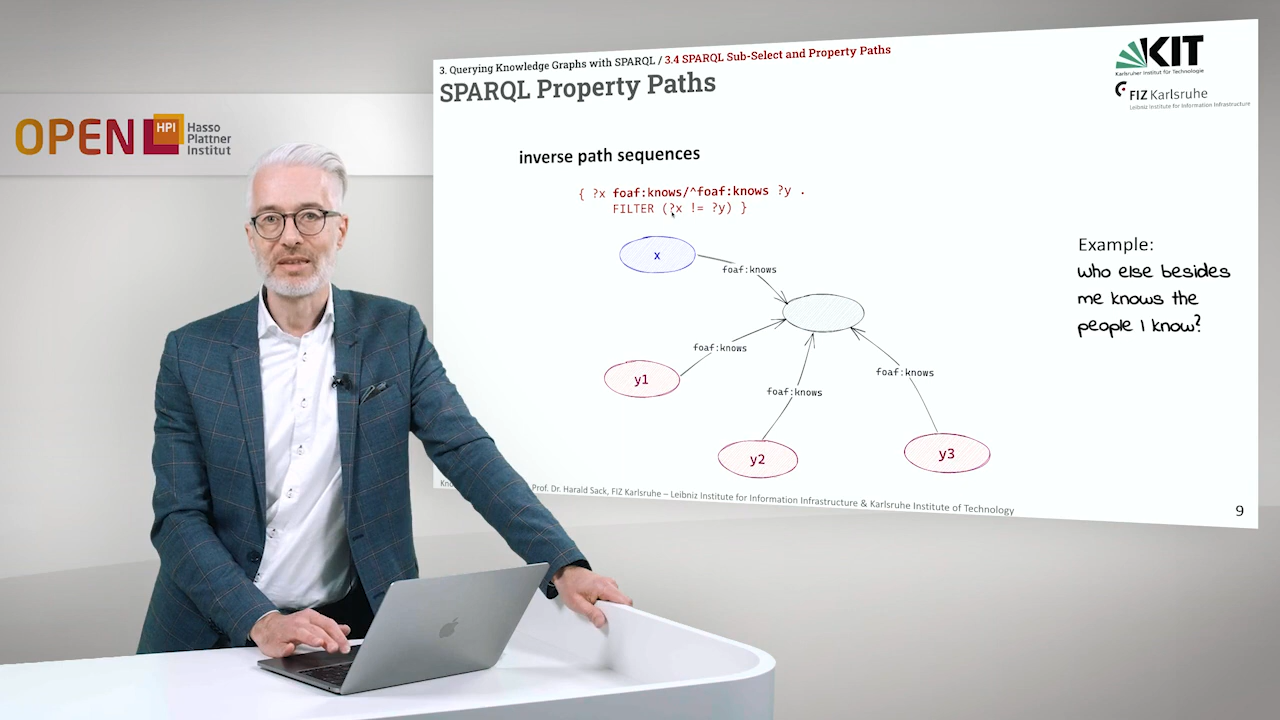 OPEN
HPI
Hasso
Plattner
Institut
3. Querying Knowledge Graphs with SPARQL / 3.4 SPARQL Sub-Select and Property Paths
SPARQL Property Paths
KIT
Karlsruher Institut für Technologie
FIZ Karlsruhe
Leibniz Institute for Information Infrastructure
inverse path sequences
{ ?x foaf:knows/^foaf:knows ?y .
FILTER (?x != ?y) }
x
foaf:knows
foaf:knows
y1
foaf:knows
foaf:knows
y2
y3
Example:
who else besides
me knows the
people I know?
Prof. Dr. Harald Sack, FIZ Karlsruhe – Leibniz Institute for Information Infrastructure & Karlsruhe Institute of Technology
9